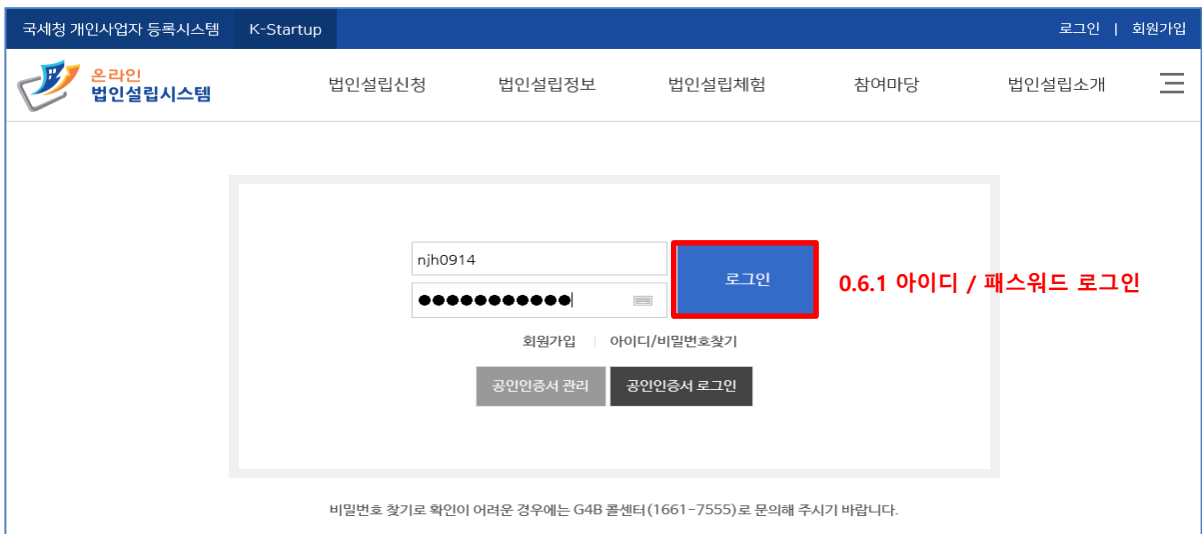 국세청 개인사업자 등록시스템 K-Startup 로그인 | 회원가입
온라인
법인설립시스템
법인설립신청 법인설립정보 법인설립체험 참여마당 법인설립소개
njh0914
●●●●●●●●●●●
로그인
0.6.1 아이디 / 패스워드 로그인
회원가입 | 아이디/비밀번호찾기
공인인증서 관리 공인인증서 로그인
비밀번호 찾기로 확인이 어려운 경우에는 G4B 콜센터(1661-7555)로 문의해 주시기 바랍니다.